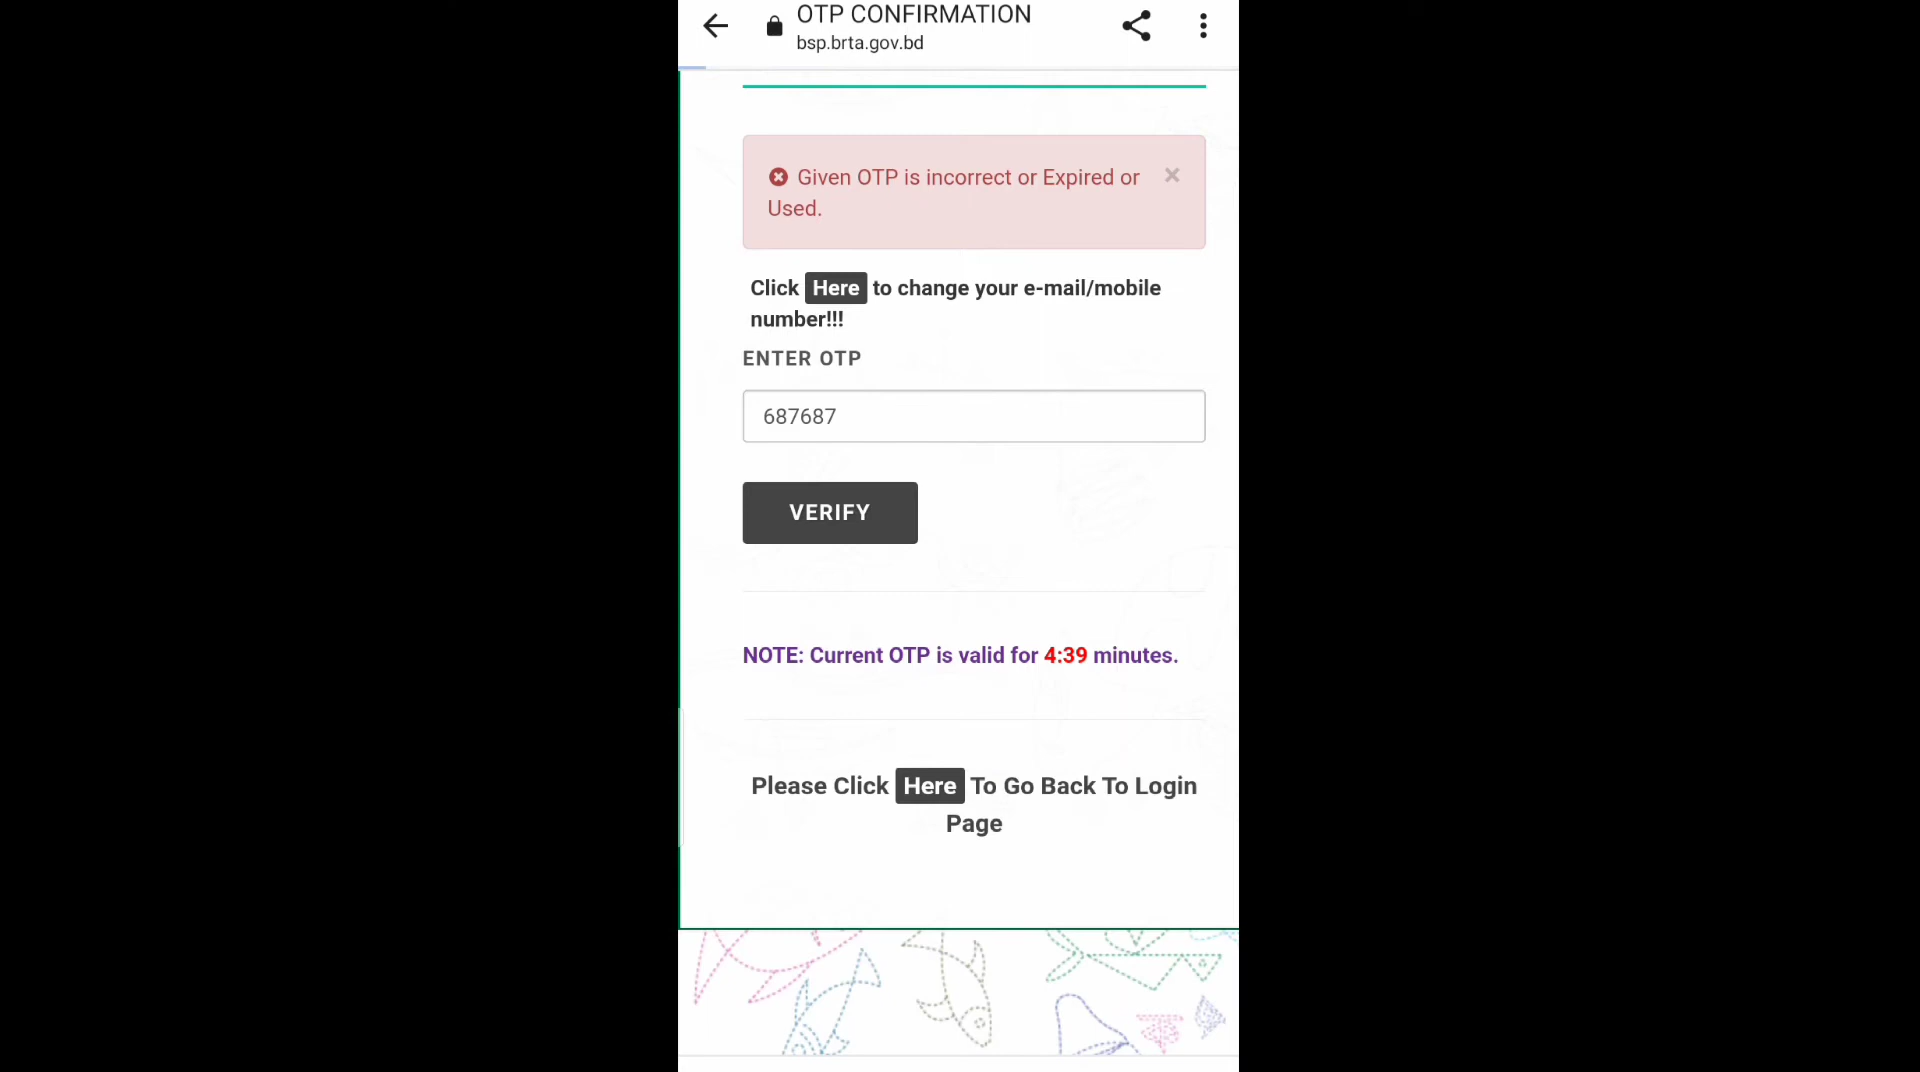 OTP CONFIRMATION
bsp.brta.gov.bd
Given OTP is incorrect or Expired or
Used.
Click Here to change your e-mail/mobile
number!!!
ENTER OTP
687687
VERIFY
NOTE: Current OTP is valid for 4:39 minutes.
Please Click Here To Go Back To Login
Page